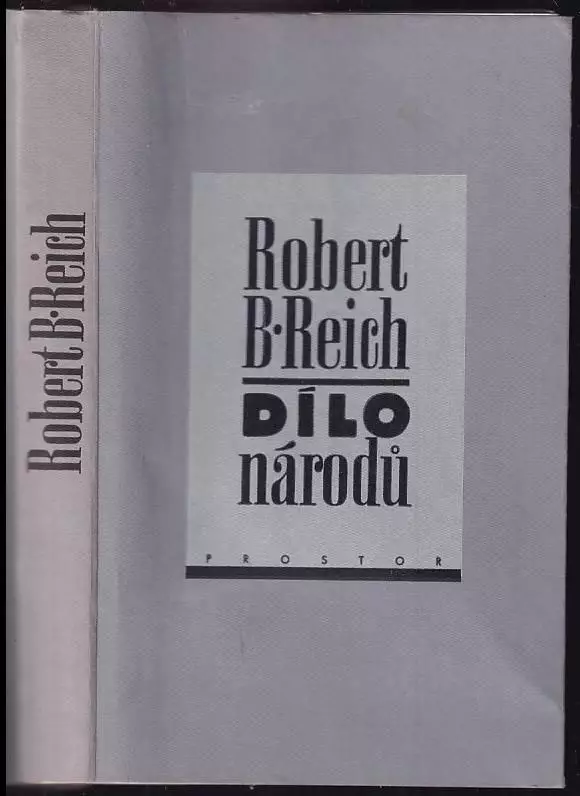 Robert B·Reich
Robert
B·Reich
DÍLO
národů
PROSTOR